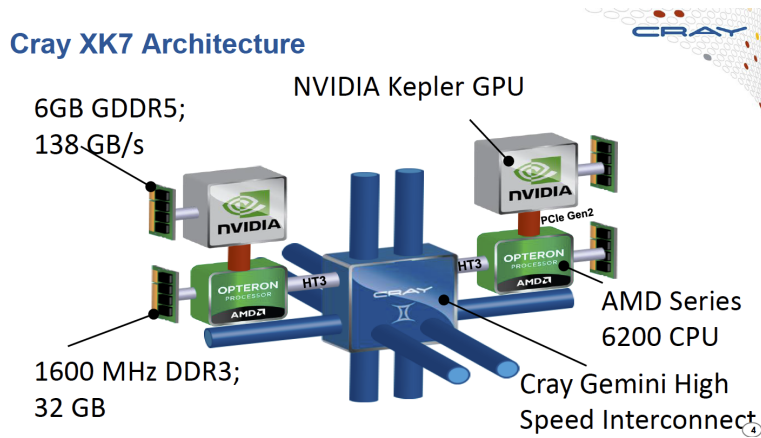 Cray XK7 Architecture
CRAY
6GB GDDR5;
138 GB/s
NVIDIA Kepler GPU
NVIDIA
NVIDIA
PCIe Gen2
OPTERON
PROCESSOR
AMD
HT3
CRAY
HT3
OPTERON
PROCESSOR
AMD
1600 MHz DDR3;
32 GB
AMD Series
6200 CPU
Cray Gemini High
Speed Interconnect
4